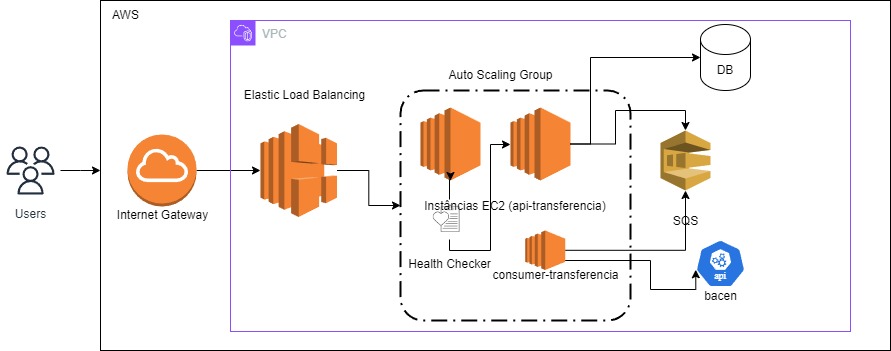 AWS
VPC
Auto Scaling Group
DB
Elastic Load Balancing
Users
Internet Gateway
Instâncias EC2 (api-transferencia)
SQS
Health Checker
consumer-transferencia
api
bacen